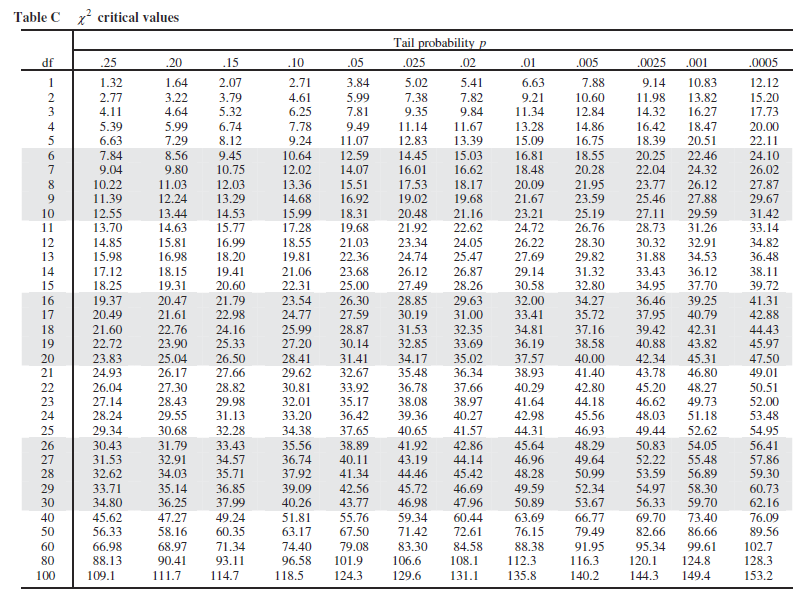 Table C χ² critical values
Tail probability p
df .25 .20 .15 .10 .05 .025 .02 .01 .005 .0025 .001 .0005
1 1.32 1.64 2.07 2.71 3.84 5.02 5.41 6.63 7.88 9.14 10.83 12.12
2 2.77 3.22 3.79 4.61 5.99 7.38 7.82 9.21 10.60 11.98 13.82 15.20
3 4.11 4.64 5.32 6.25 7.81 9.35 9.84 11.34 12.84 14.32 16.27 17.73
4 5.39 5.99 6.74 7.78 9.49 11.14 11.67 13.28 14.86 16.42 18.47 20.00
5 6.63 7.29 8.12 9.24 11.07 12.83 13.39 15.09 16.75 18.39 20.51 22.11
6 7.84 8.56 9.45 10.64 12.59 14.45 15.03 16.81 18.55 20.25 22.46 24.10
7 9.04 9.80 10.75 12.02 14.07 16.01 16.62 18.48 20.28 22.04 24.32 26.02
8 10.22 11.03 12.03 13.36 15.51 17.53 18.17 20.09 21.95 23.77 26.12 27.87
9 11.39 12.24 13.29 14.68 16.92 19.02 19.68 21.67 23.59 25.46 27.88 29.67
10 12.55 13.44 14.53 15.99 18.31 20.48 21.16 23.21 25.19 27.11 29.59 31.42
11 13.70 14.63 15.77 17.28 19.68 21.92 22.62 24.72 26.76 28.73 31.26 33.14
12 14.85 15.81 16.99 18.55 21.03 23.34 24.05 26.22 28.30 30.32 32.91 34.82
13 15.98 16.98 18.20 19.81 22.36 24.74 25.47 27.69 29.82 31.88 34.53 36.48
14 17.12 18.15 19.41 21.06 23.68 26.12 26.87 29.14 31.32 33.43 36.12 38.11
15 18.25 19.31 20.60 22.31 25.00 27.49 28.26 30.58 32.80 34.95 37.70 39.72
16 19.37 20.47 21.79 23.54 26.30 28.85 29.63 32.00 34.27 36.46 39.25 41.31
17 20.49 21.61 22.98 24.77 27.59 30.19 31.00 33.41 35.72 37.95 40.79 42.88
18 21.60 22.76 24.16 25.99 28.87 31.53 32.35 34.81 37.16 39.42 42.31 44.43
19 22.72 23.90 25.33 27.20 30.14 32.85 33.69 36.19 38.58 40.88 43.82 45.97
20 23.83 25.04 26.50 28.41 31.41 34.17 35.02 37.57 40.00 42.34 45.31 47.50
21 24.93 26.17 27.66 29.62 32.67 35.48 36.34 38.93 41.40 43.78 46.80 49.01
22 26.04 27.30 28.82 30.81 33.92 36.78 37.66 40.29 42.80 45.20 48.27 50.51
23 27.14 28.43 29.98 32.01 35.17 38.08 38.97 41.64 44.18 46.62 49.73 52.00
24 28.24 29.55 31.13 33.20 36.42 39.36 40.27 42.98 45.56 48.03 51.18 53.48
25 29.34 30.68 32.28 34.38 37.65 40.65 41.57 44.31 46.93 49.44 52.62 54.95
26 30.43 31.79 33.43 35.56 38.89 41.92 42.86 45.64 48.29 50.83 54.05 56.41
27 31.53 32.91 34.57 36.74 40.11 43.19 44.14 46.96 49.64 52.22 55.48 57.86
28 32.62 34.03 35.71 37.92 41.34 44.46 45.42 48.28 50.99 53.59 56.89 59.30
29 33.71 35.14 36.85 39.09 42.56 45.72 46.69 49.59 52.34 54.97 58.30 60.73
30 34.80 36.25 37.99 40.26 43.77 46.98 47.96 50.89 53.67 56.33 59.70 62.16
40 45.62 47.27 49.24 51.81 55.76 59.34 60.44 63.69 66.77 69.70 73.40 76.09
50 56.33 58.16 60.35 63.17 67.50 71.42 72.61 76.15 79.49 82.66 86.66 89.56
60 66.98 68.97 71.34 74.40 79.08 83.30 84.58 88.38 91.95 95.34 99.61 102.7
80 88.13 90.41 93.11 96.58 101.9 106.6 108.1 112.3 116.3 120.1 124.8 128.3
100 109.1 111.7 114.7 118.5 124.3 129.6 131.1 135.8 140.2 144.3 149.4 153.2